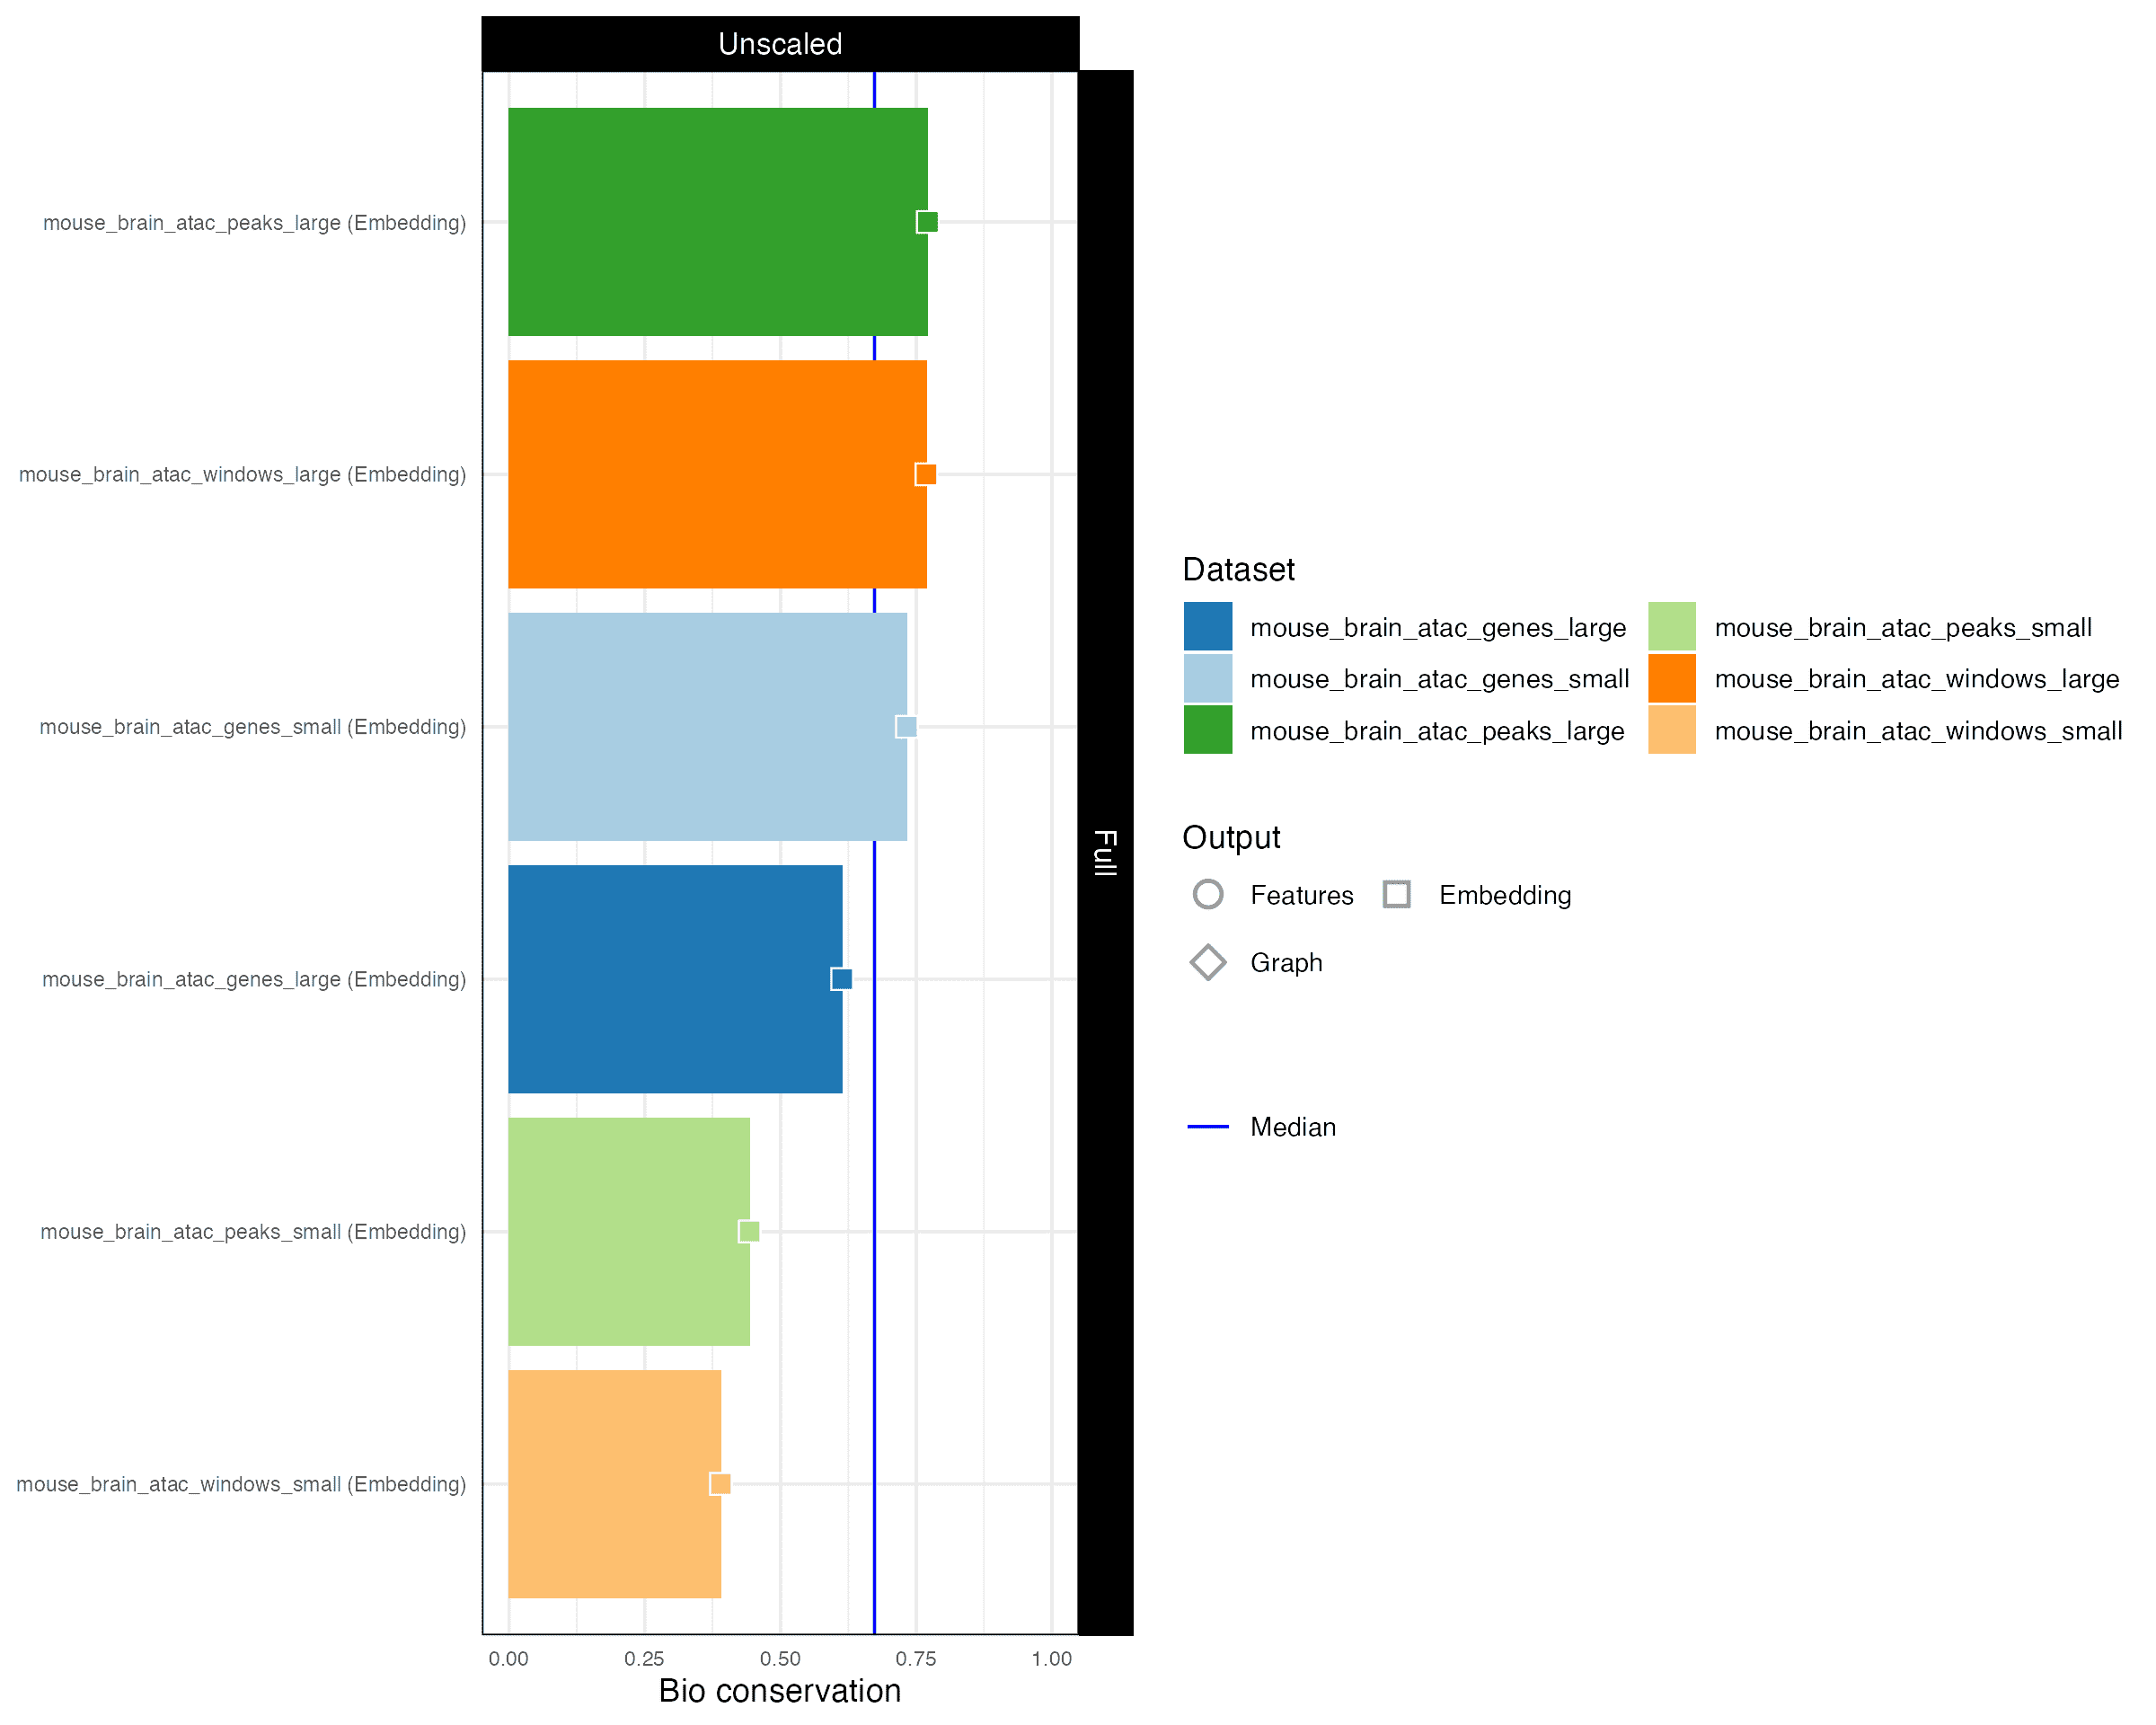 Unscaled
mouse_brain_atac_peaks_large (Embedding)
mouse_brain_atac_windows_large (Embedding)
mouse_brain_atac_genes_small (Embedding)
mouse_brain_atac_genes_large (Embedding)
mouse_brain_atac_peaks_small (Embedding)
mouse_brain_atac_windows_small (Embedding)
0.00 0.25 0.50 0.75 1.00
Bio conservation
Full
Dataset
mouse_brain_atac_genes_large mouse_brain_atac_peaks_small
mouse_brain_atac_genes_small mouse_brain_atac_windows_large
mouse_brain_atac_peaks_large mouse_brain_atac_windows_small
Output
Features Embedding
Graph
Median